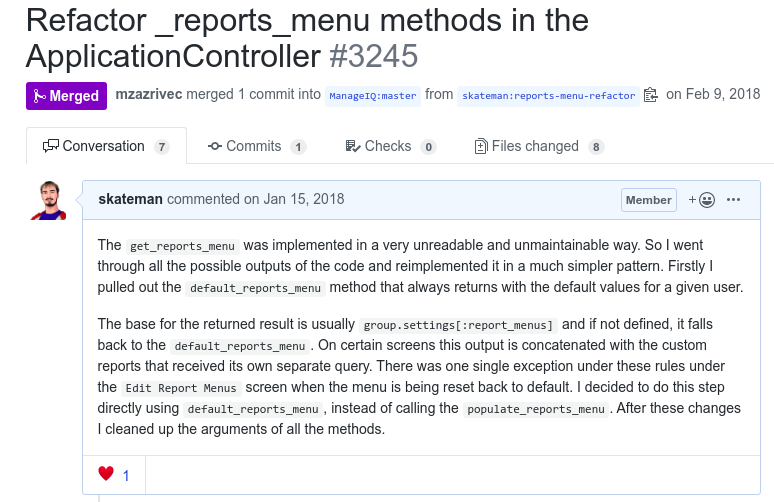 Refactor _reports_menu methods in the
ApplicationController #3245
Merged mzazrivec merged 1 commit into ManageIQ:master from skateman:reports-menu-refactor on Feb 9, 2018
Conversation 7 Commits 1 Checks 0 Files changed 8
skateman commented on Jan 15, 2018 Member + ...
The get_reports_menu was implemented in a very unreadable and unmaintainable way. So I went
through all the possible outputs of the code and reimplemented it in a much simpler pattern. Firstly I
pulled out the default_reports_menu method that always returns with the default values for a given user.
The base for the returned result is usually group.settings[:report_menus] and if not defined, it falls
back to the default_reports_menu. On certain screens this output is concatenated with the custom
reports that received its own separate query. There was one single exception under these rules under
the Edit Report Menus screen when the menu is being reset back to default. I decided to do this step
directly using default_reports_menu, instead of calling the populate_reports_menu. After these changes
I cleaned up the arguments of all the methods.
1